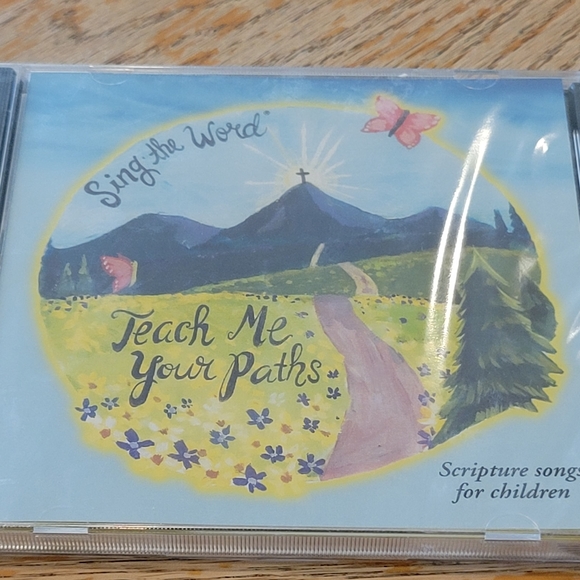 Sing the Word®
Teach Me
Your Paths
Scripture songs
for children